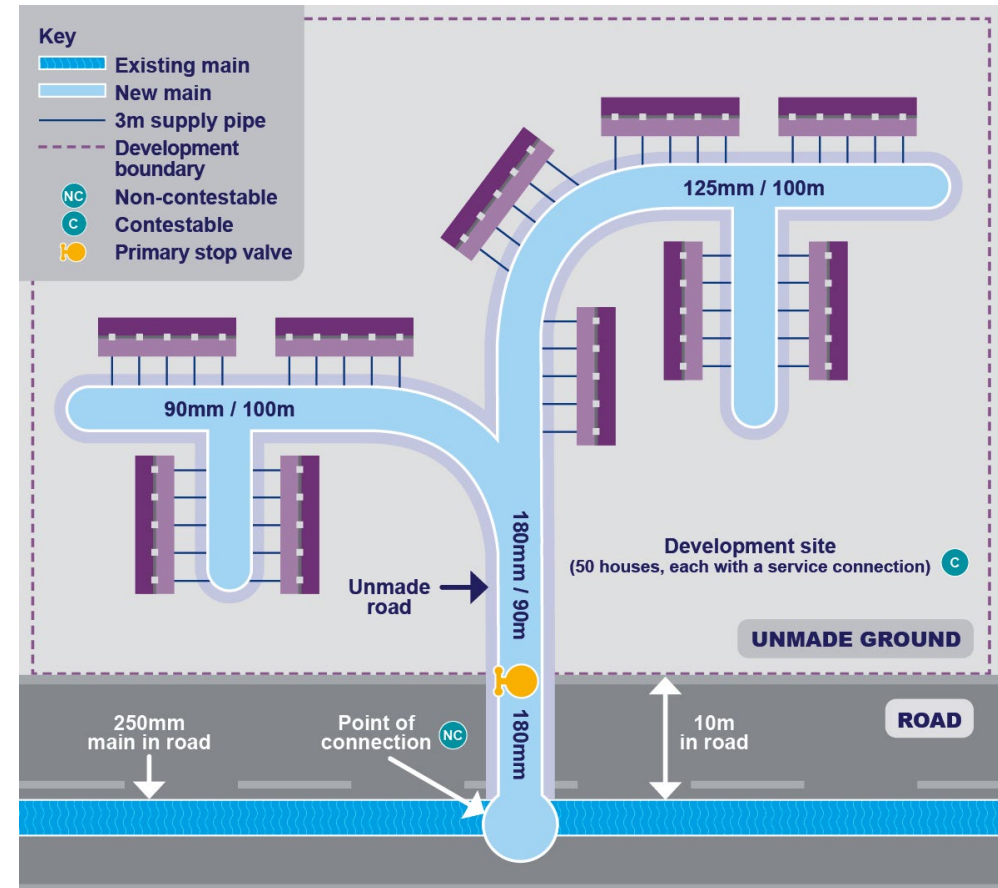 Key
Existing main
New main
3m supply pipe
Development
boundary
NC
Non-contestable
C
Contestable
Primary stop valve
125mm / 100m
90mm / 100m
180mm / 90m
Development site
(50 houses, each with a service connection)
C
Unmade
road
UNMADE GROUND
250mm
main in road
Point of
connection
NC
180mm
10m
in road
ROAD